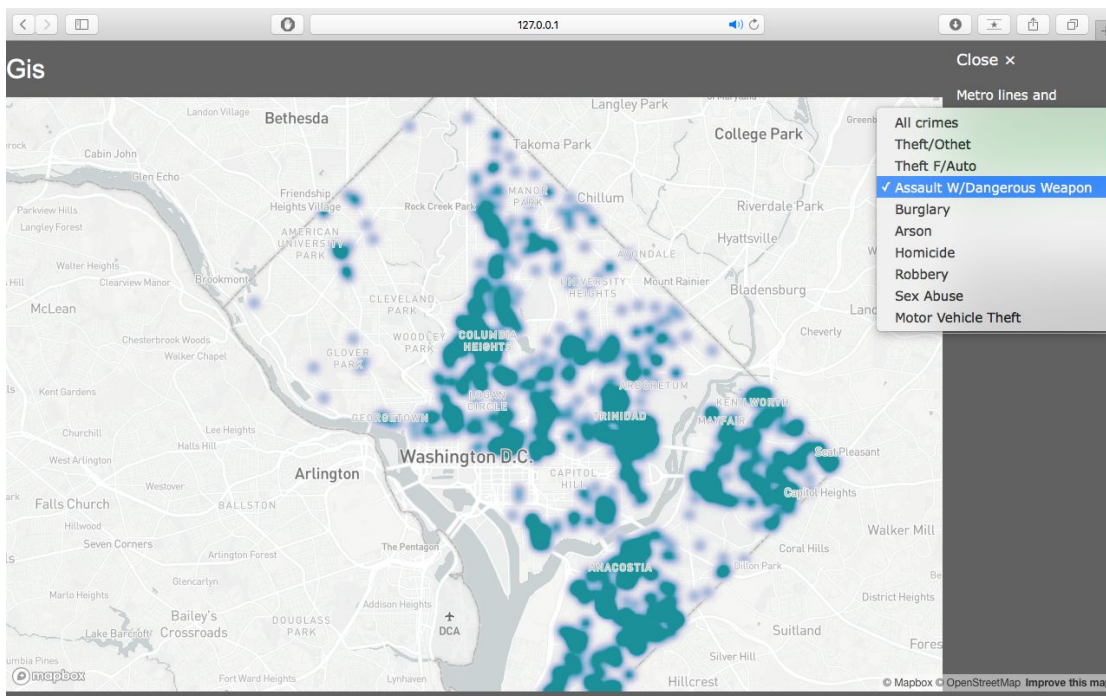 127.0.0.1
Gis
Close ×
Metro lines and
All crimes
Theft/Othet
Theft F/Auto
✓ Assault W/Dangerous Weapon
Burglary
Arson
Homicide
Robbery
Sex Abuse
Motor Vehicle Theft
Langley Park
Landon Village
Bethesda
College Park
Takoma Park
Cabin John
Glen Echo
Friendship
Heights Village
Rock Creek Park
MANOR
PARK
Chillum
Riverdale Park
Parkview Hills
Langley Forest
AMERICAN
UNIVERSITY
PARK
Hyattsville
AVONDALE
Walter Heights
Clearview Manor
Brookmont
UNIVERSITY
HEIGHTS
Mount Rainier
Bladensburg
McLean
CLEVELAND
PARK
Chesterbrook Woods
Walker Chapel
WOODLEY
PARK
COLUMBIA
HEIGHTS
Cheverly
GLOVER
PARK
Kent Gardens
LOGAN
CIRCLE
ARBORETUM
KENILWORTH
GEORGETOWN
TRINIDAD
MAYFAIR
Churchill
Lee Heights
Halls Hill
West Arlington
Washington D.C.
Seat Pleasant
Arlington
CAPITOL
HILL
Westover
Capitol Heights
Falls Church
BALLSTON
Hillwood
Seven Corners
Walker Mill
Arlington Forest
The Pentagon
Coral Hills
Glencarlyn
ANACOSTIA
Dillon Park
Marlo Heights
Addison Heights
District Heights
Bailey's
Crossroads
DOUGLASS
PARK
DCA
Lake Barcroft
Suitland
Silver Hill
mapbox
Fort Ward Heights
Lynhaven
Hillcrest
© Mapbox © OpenStreetMap Improve this map